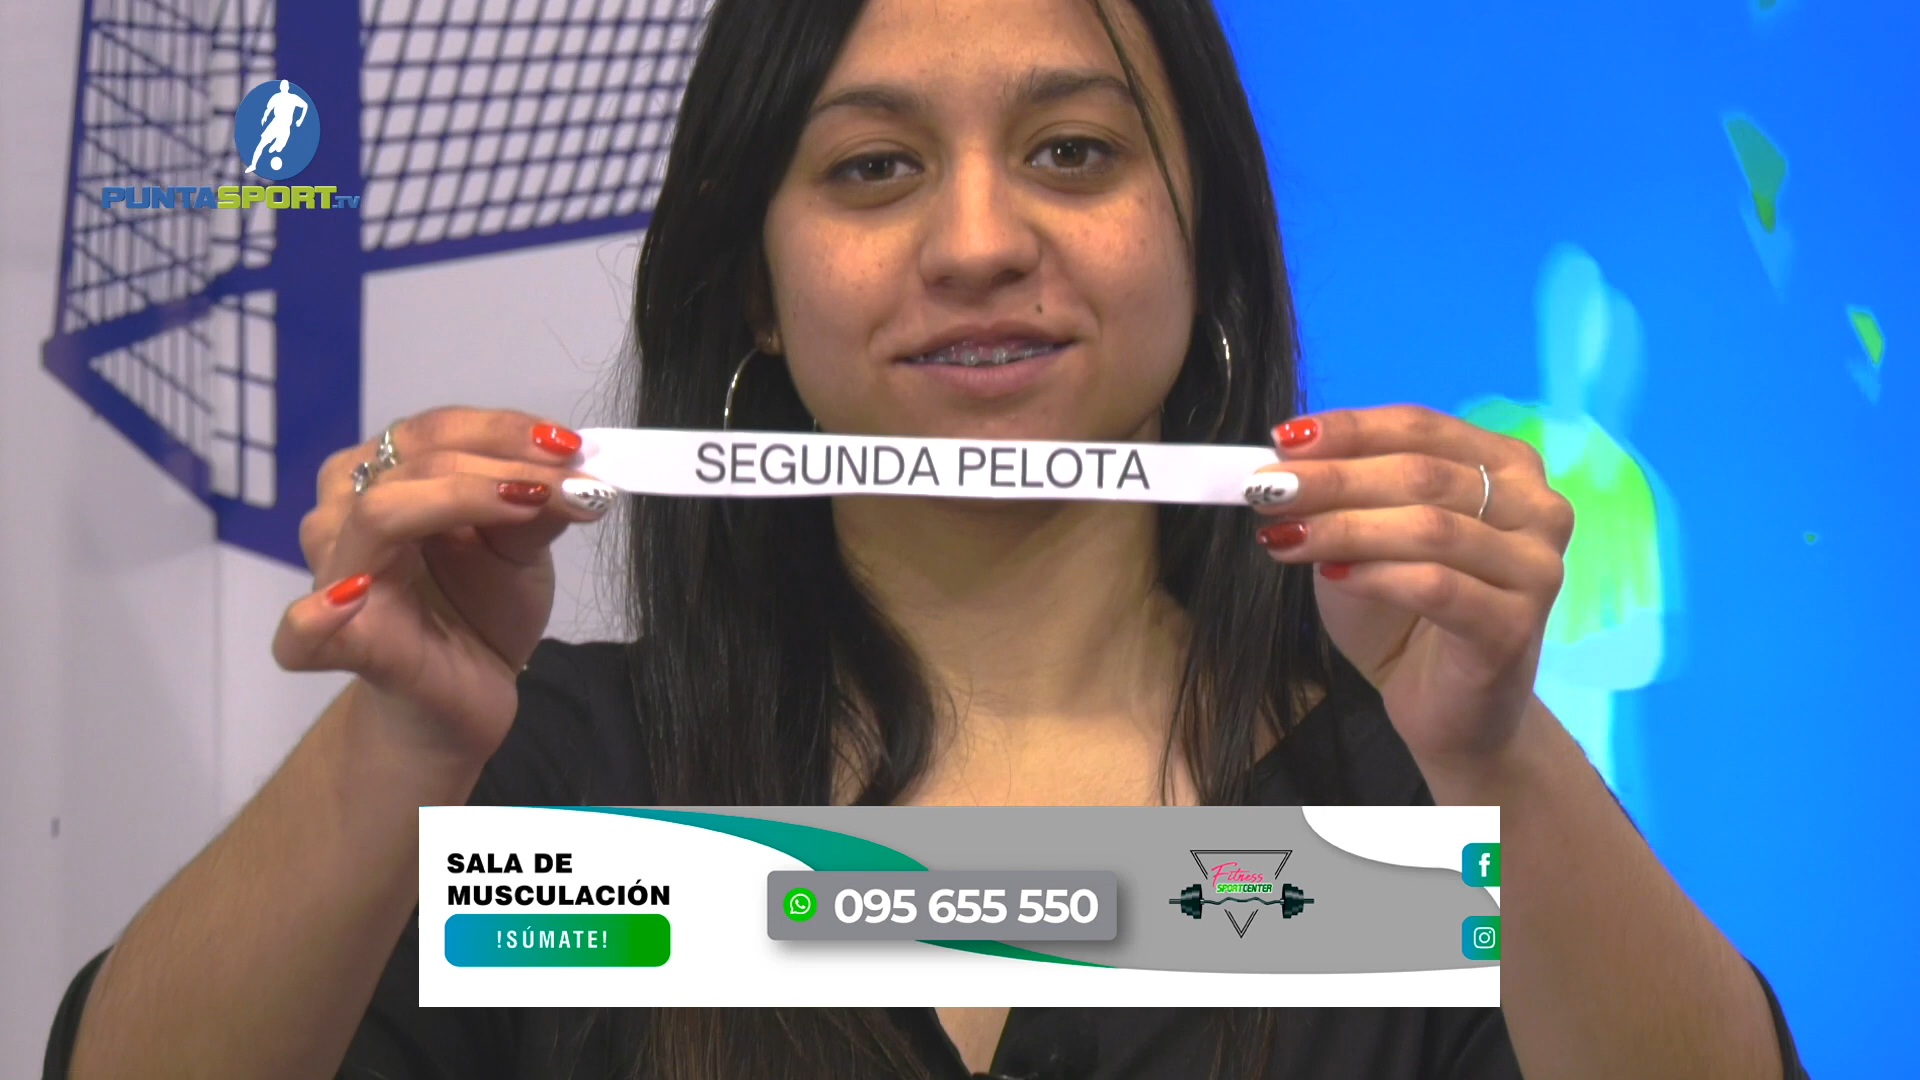 PUNTASPORT.TV
SEGUNDA PELOTA
SALA DE
MUSCULACIÓN
!SÚMATE!
095 655 550
Fitness
SPORTCENTER